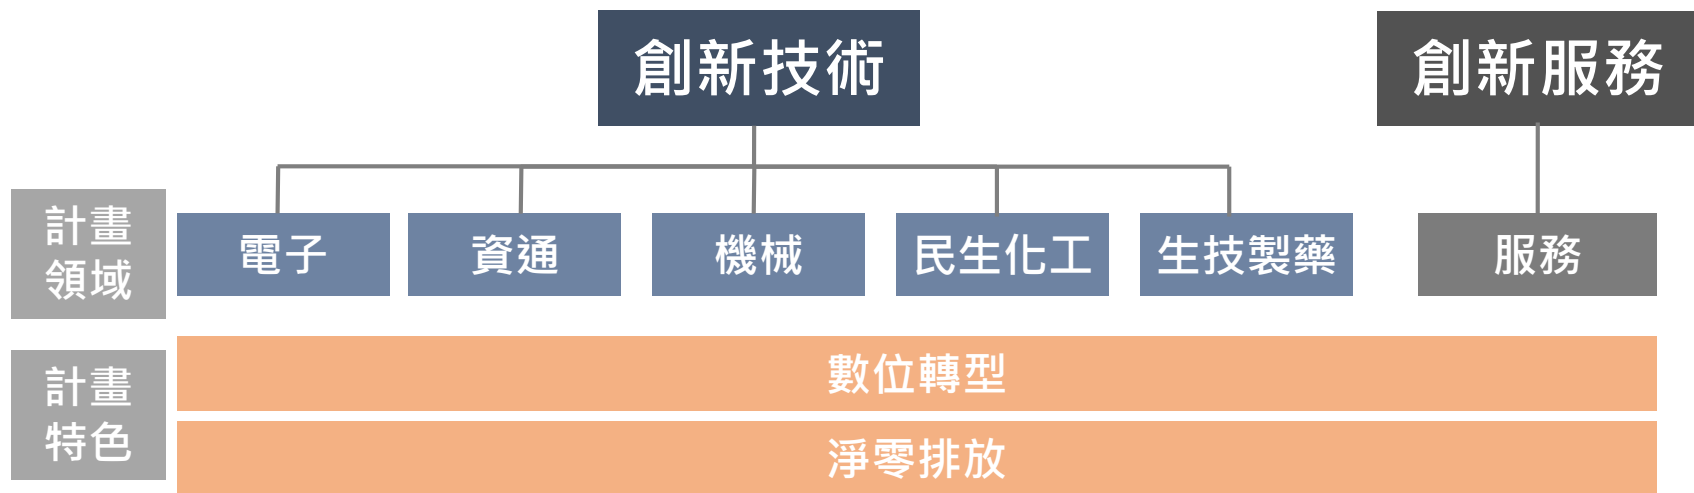 創新技術
創新服務
計畫
領域
電子
資通
機械
民生化工
生技製藥
服務
計畫
特色
數位轉型
淨零排放